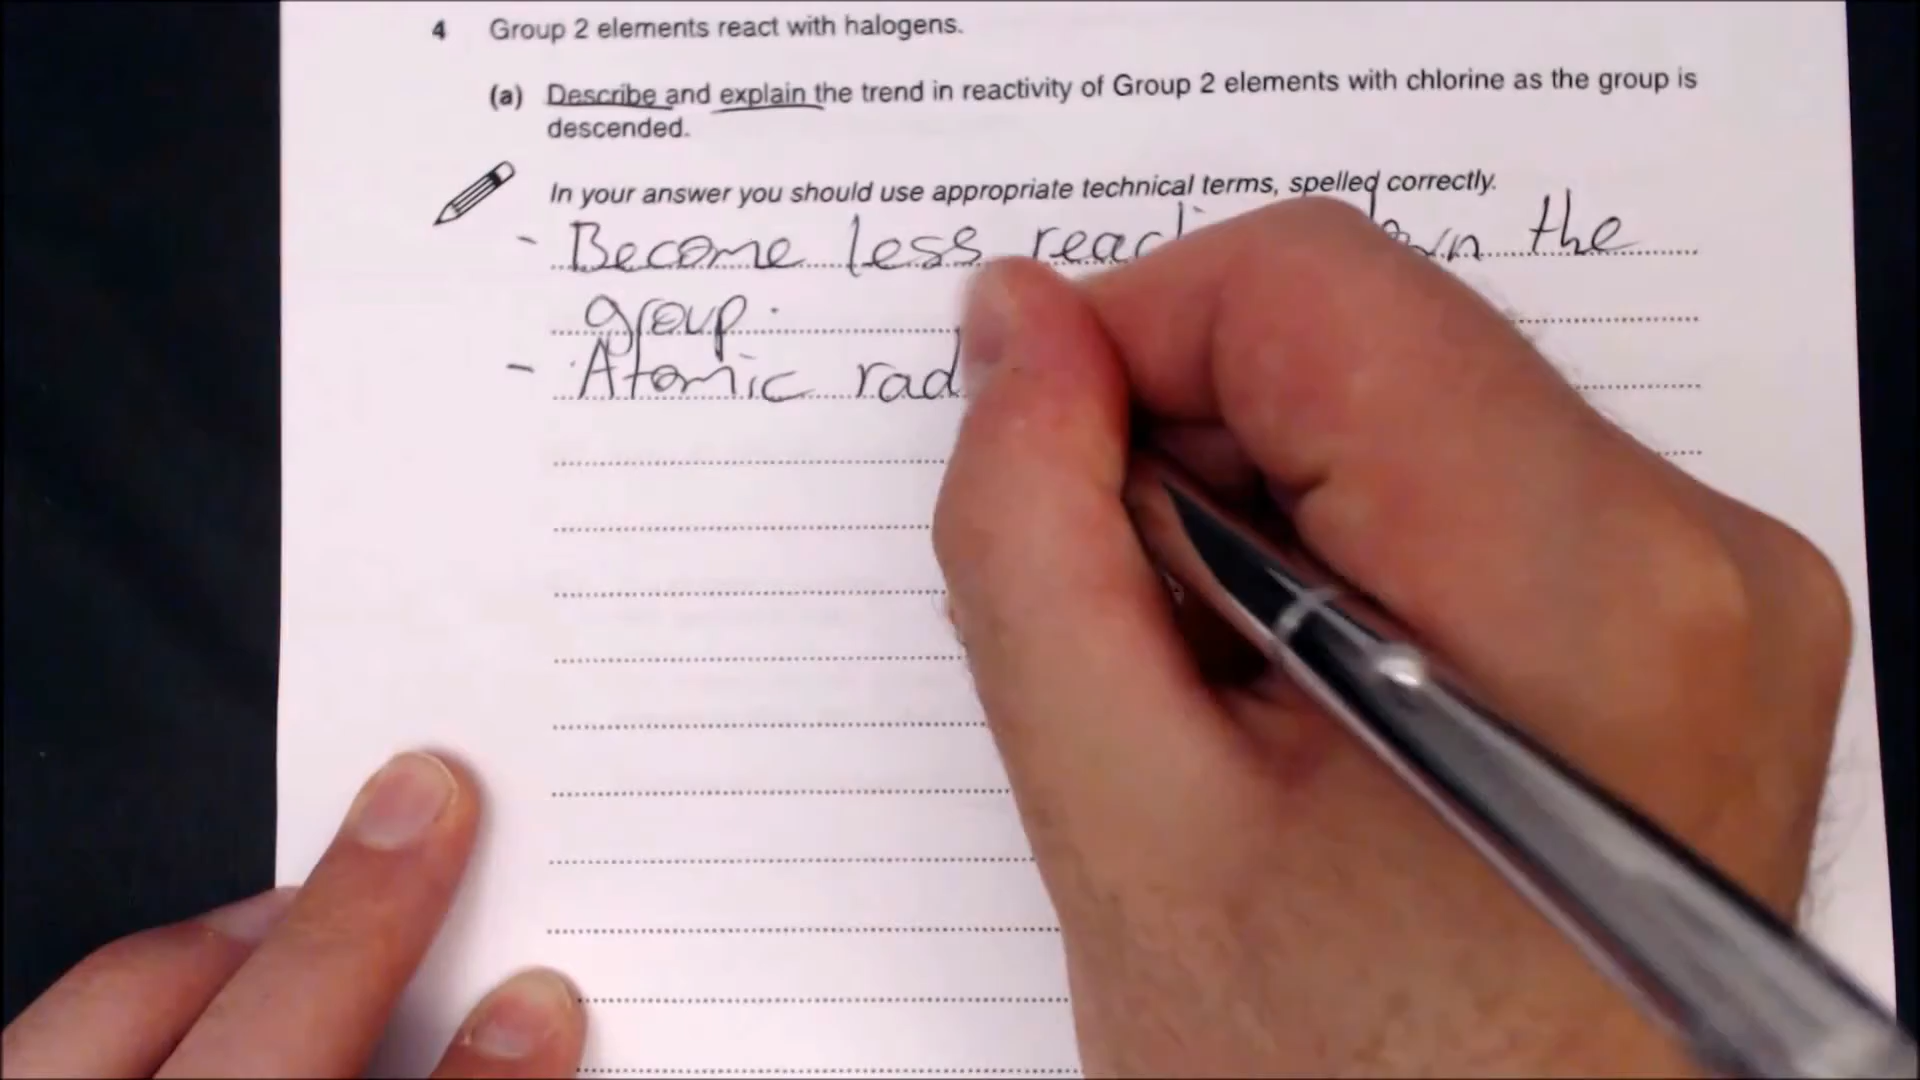 4 Group 2 elements react with halogens.
(a) Describe and explain the trend in reactivity of Group 2 elements with chlorine as the group is
descended.
In your answer you should use appropriate technical terms, spelled correctly.
- Become less the
group.
- Atomic